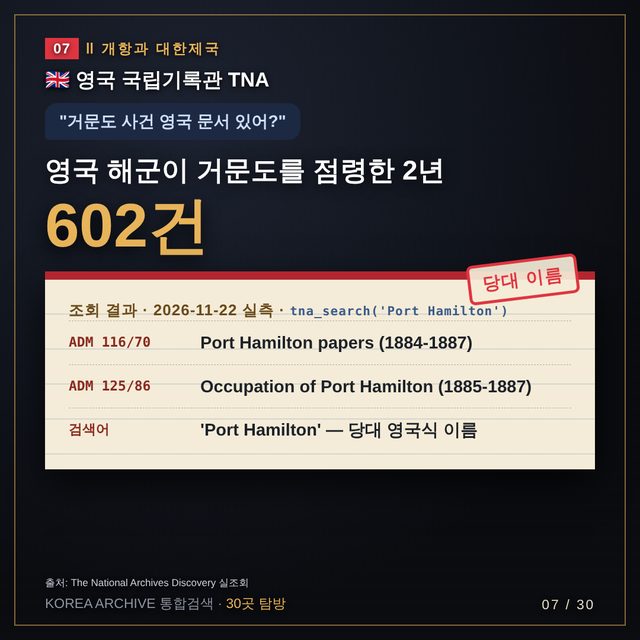 07 II 개항과 대한제국
🇬🇧 영국 국립기록관 TNA
"거문도 사건 영국 문서 있어?"
영국 해군이 거문도를 점령한 2년
602건
당대 이름
조회 결과 · 2026-11-22 실측 · tna_search('Port Hamilton')
ADM 116/70 Port Hamilton papers (1884-1887)
ADM 125/86 Occupation of Port Hamilton (1885-1887)
검색어 'Port Hamilton' — 당대 영국식 이름
출처: The National Archives Discovery 실조회
KOREA ARCHIVE 통합검색 · 30곳 탐방
07 / 30